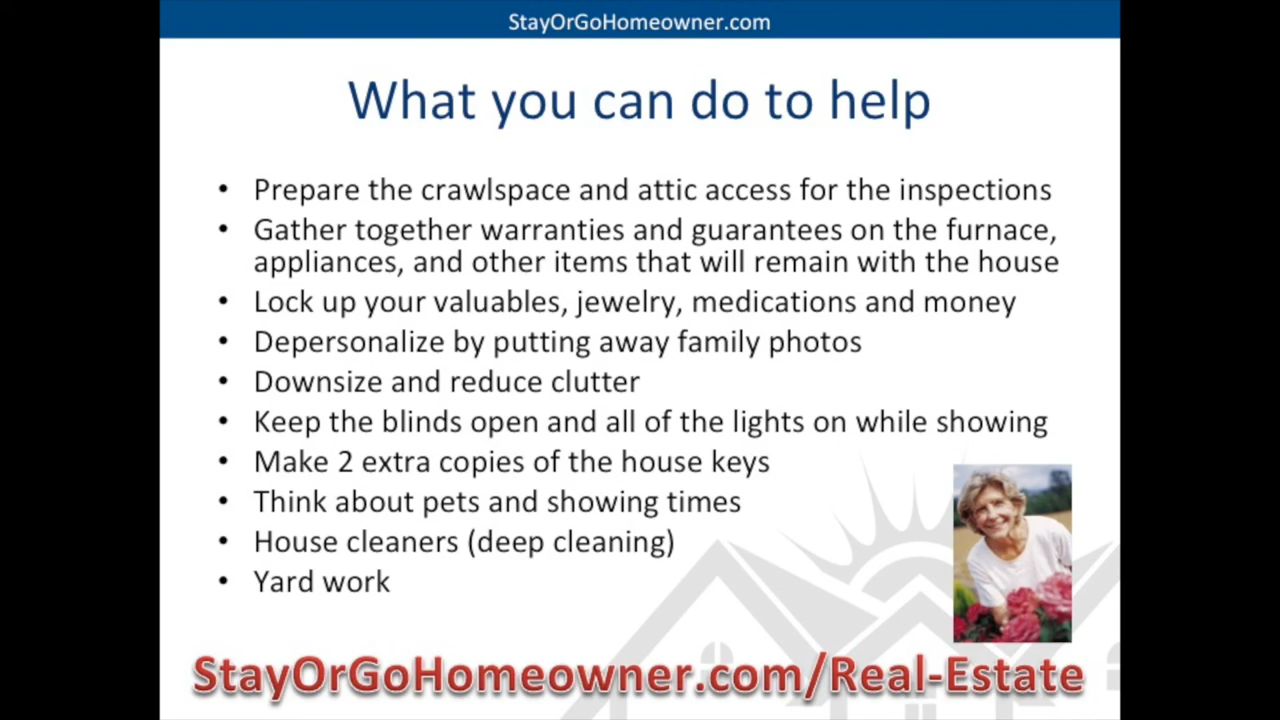 StayOrGoHomeowner.com
What you can do to help
• Prepare the crawlspace and attic access for the inspections
• Gather together warranties and guarantees on the furnace,
appliances, and other items that will remain with the house
• Lock up your valuables, jewelry, medications and money
• Depersonalize by putting away family photos
• Downsize and reduce clutter
• Keep the blinds open and all of the lights on while showing
• Make 2 extra copies of the house keys
• Think about pets and showing times
• House cleaners (deep cleaning)
• Yard work
StayOrGoHomeowner.com/Real-Estate